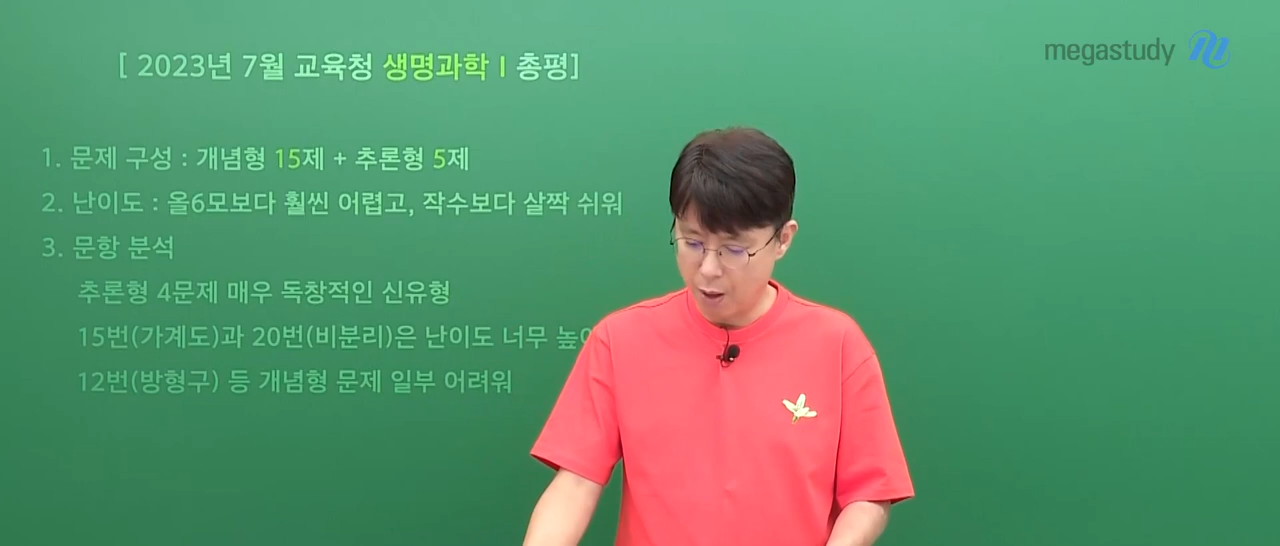 [ 2023년 7월 교육청 생명과학 I 총평]
megastudy
1. 문제 구성 : 개념형 15제 + 추론형 5제
2. 난이도 : 올6모보다 훨씬 어렵고, 작수보다 살짝 쉬워
3. 문항 분석
추론형 4문제 매우 독창적인 신유형
15번(가계도)과 20번(비분리)은 난이도 너무
12번(방형구) 등 개념형 문제 일부 어려워